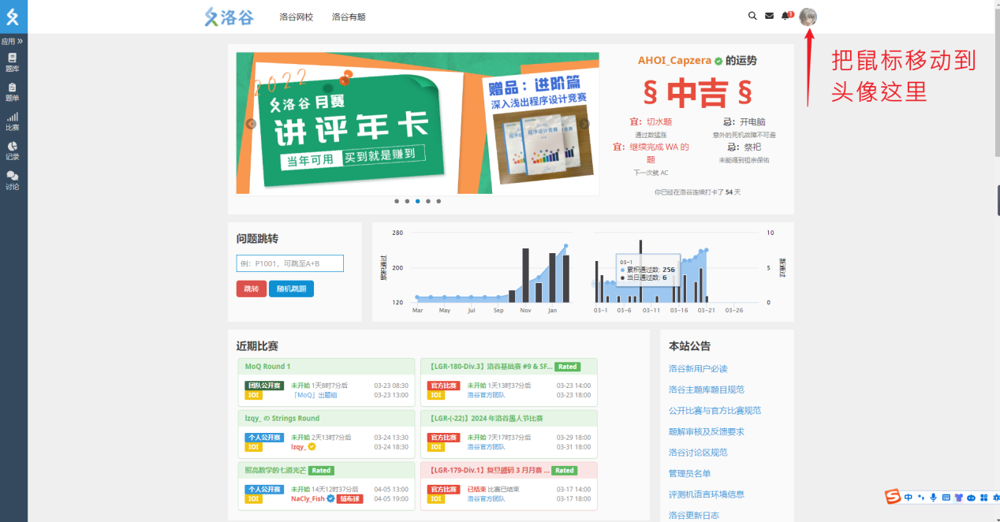 洛谷
洛谷网校
洛谷有题
1
应用 »
题库
题单
比赛
记录
讨论
把鼠标移动到
头像这里
2022
洛谷 月赛
讲评年卡
当年可用 买到就是赚到
赠品：进阶篇
深入浅出程序设计竞赛
AHOI_Capzera 的运势
§ 中吉 §
宜：切水题
通过数猛涨
宜：继续完成 WA 的
题
下一次就 AC
忌：开电脑
意外的死机故障不可避
忌：祭祀
未能得到祖宗保佑
你已经在洛谷连续打卡了 54 天
问题跳转
例：P1001，可跳至A+B
跳转 随机跳题
280
200
120
Mar May Jul Sep Nov Jan
03-1
累积通过数: 256
当日通过数: 6
10
5
0
03-1 03-6 03-11 03-16 03-21 03-26
近期比赛
MoQ Round 1
团队公开赛 未开始 1天8时7分后 03-23 08:30
IOI 「MoQ」出题组 03-23 13:00
【LGR-180-Div.3】洛谷基础赛 #9 & SF... Rated
官方比赛 未开始 1天13时37分后 03-23 14:00
IOI 洛谷官方团队 03-23 18:00
lzqy_ の Strings Round
个人公开赛 未开始 2天13时7分后 03-24 13:30
IOI lzqy_ 03-24 18:30
【LGR-(-22)】2024 年洛谷愚人节比赛
官方比赛 未开始 7天17时37分后 03-29 18:00
IOI 洛谷官方团队 03-31 18:00
照亮数学的七道光芒 Rated
个人公开赛 未开始 14天12时37分后 04-05 13:00
IOI NaCly_Fish 04-05 19:00
【LGR-179-Div.1】复旦謎码 3 月月赛 ... Rated
官方比赛 已结束 比赛已结束 03-17 14:00
IOI 洛谷官方团队 03-17 18:00
本站公告
洛谷新用户必读
洛谷主题库题目规范
公开比赛与官方比赛规范
题解审核及反馈要求
洛谷讨论区规范
管理员名单
评测机语言环境信息
洛谷更新日志
中